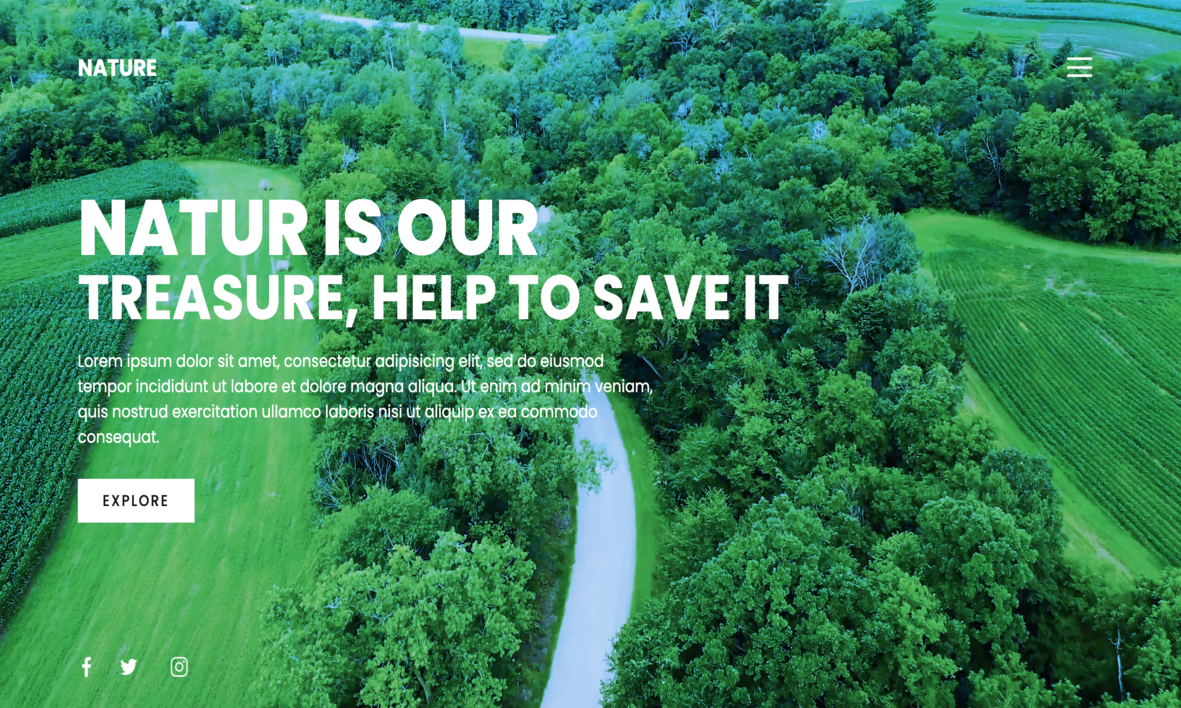 NATURE
NATUR IS OUR
TREASURE, HELP TO SAVE IT
Lorem ipsum dolor sit amet, consectetur adipisicing elit, sed do eiusmod
tempor incididunt ut labore et dolore magna aliqua. Ut enim ad minim veniam,
quis nostrud exercitation ullamco laboris nisi ut aliquip ex ea commodo
consequat.
EXPLORE